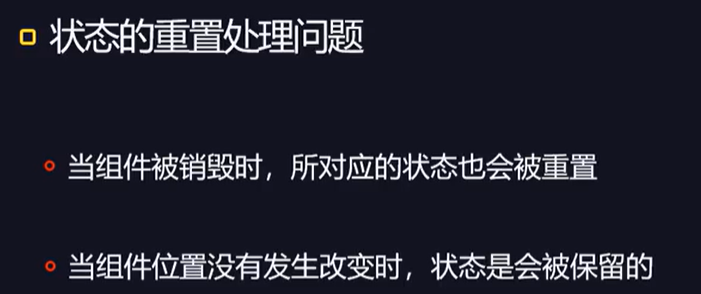 状态的重置处理问题
当组件被销毁时，所对应的状态也会被重置
当组件位置没有发生改变时，状态是会被保留的